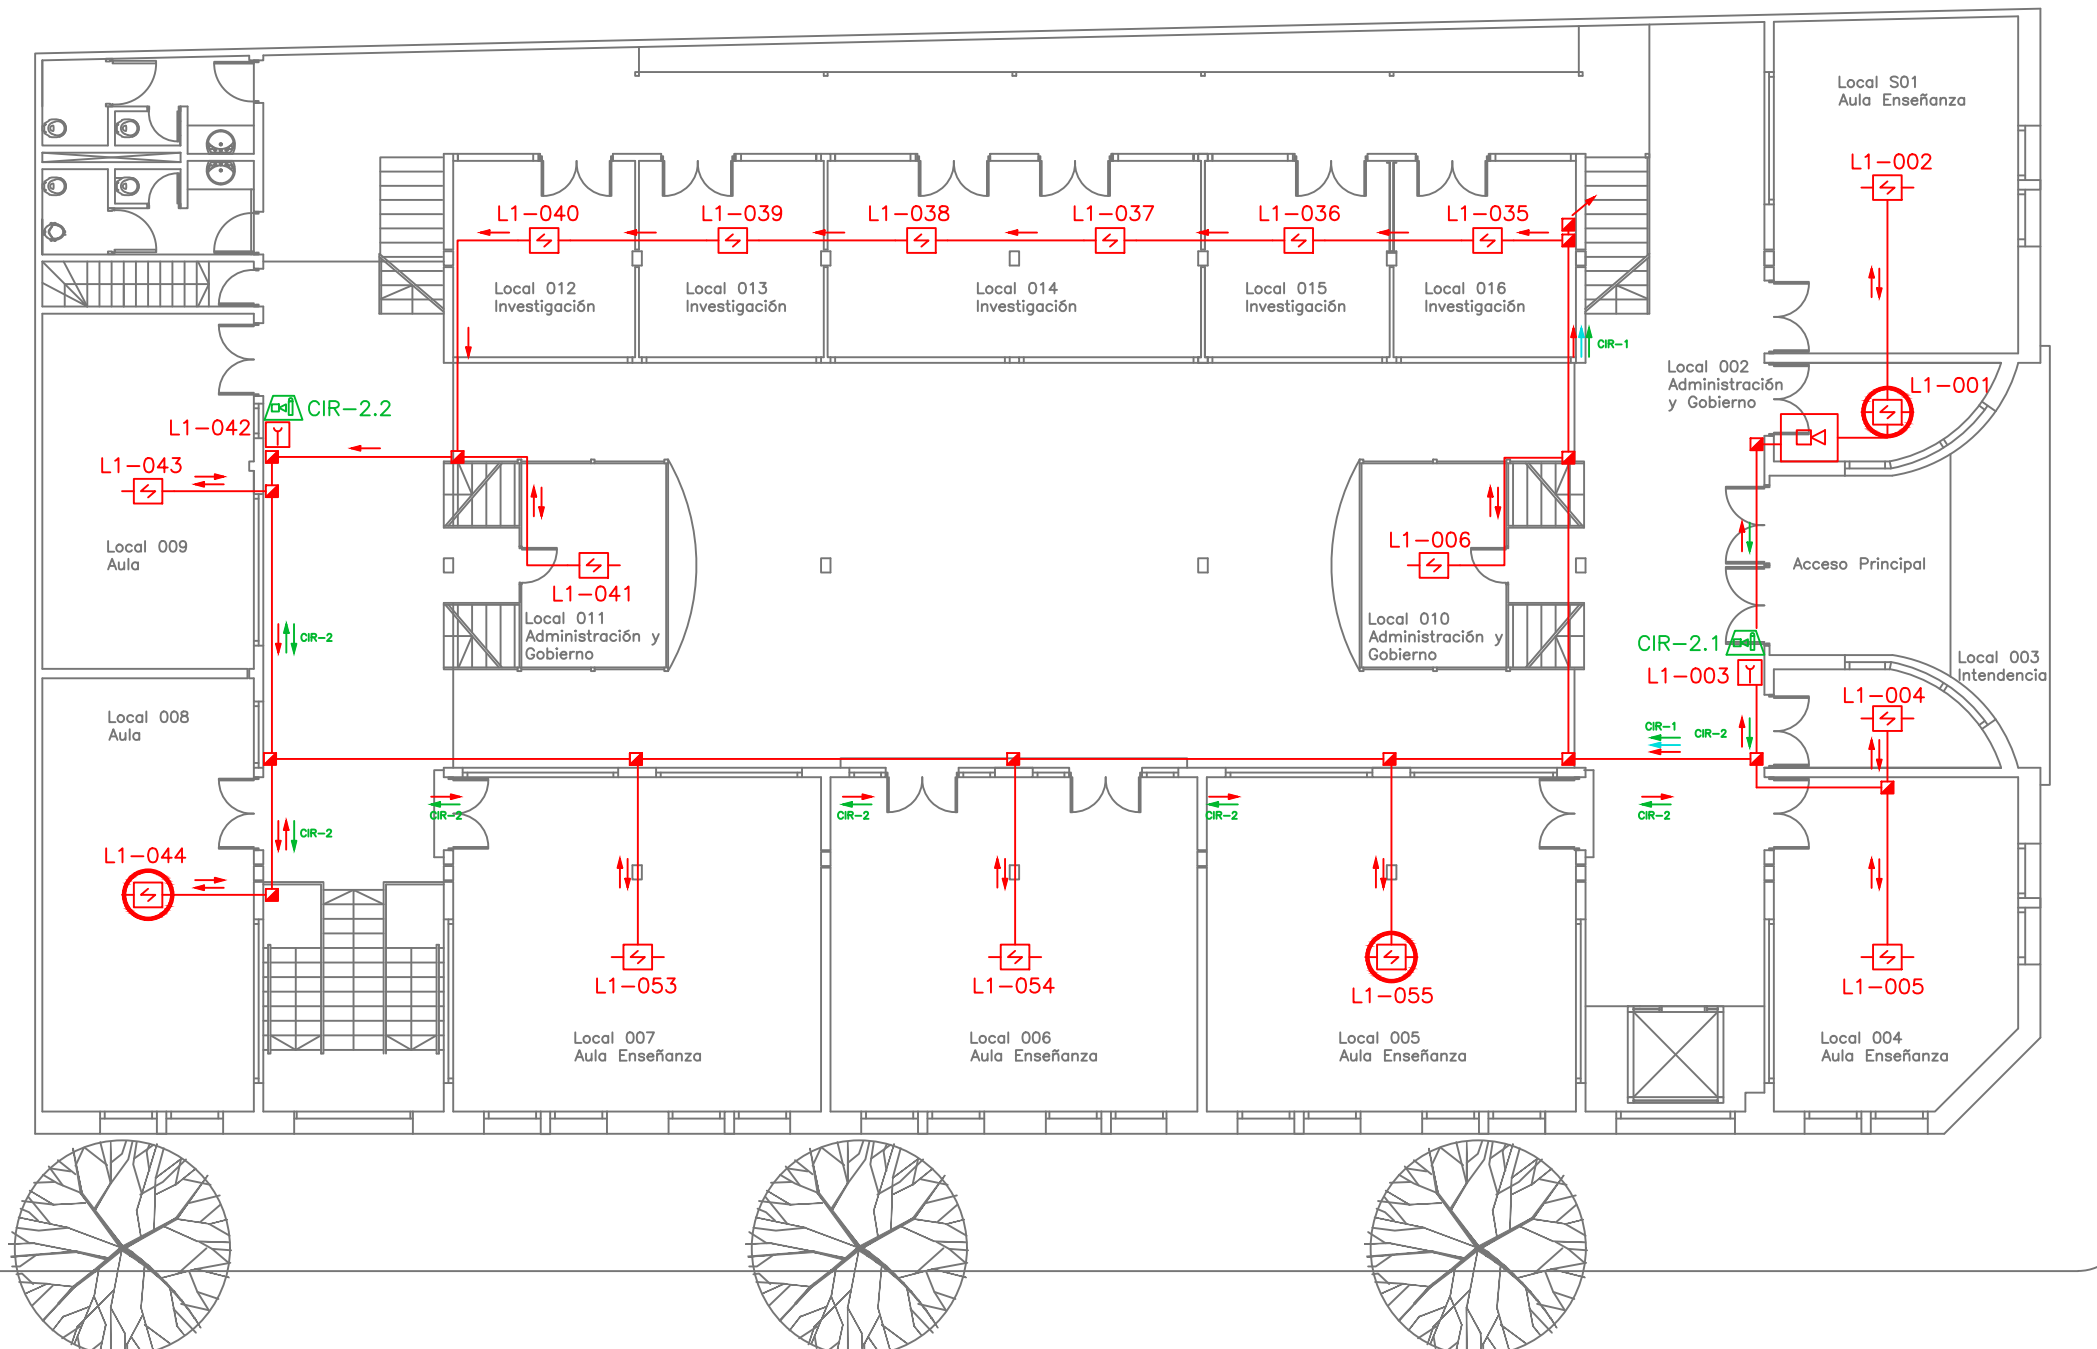 Local S01
Aula Enseñanza
L1-002
L1-040
L1-039
L1-038
L1-037
L1-036
L1-035
Local 012
Investigación
Local 013
Investigación
Local 014
Investigación
Local 015
Investigación
Local 016
Investigación
CIR-1
Local 002
Administración
y Gobierno
L1-001
CIR-2.2
L1-042
L1-043
Local 009
Aula
L1-041
Local 011
Administración y
Gobierno
L1-006
Local 010
Administración y
Gobierno
Acceso Principal
CIR-2
CIR-2.1
L1-003
Local 003
Intendencia
L1-004
Local 008
Aula
CIR-1
CIR-2
CIR-2
CIR-2
CIR-2
CIR-2
CIR-2
L1-044
L1-053
L1-054
L1-055
L1-005
Local 007
Aula Enseñanza
Local 006
Aula Enseñanza
Local 005
Aula Enseñanza
Local 004
Aula Enseñanza